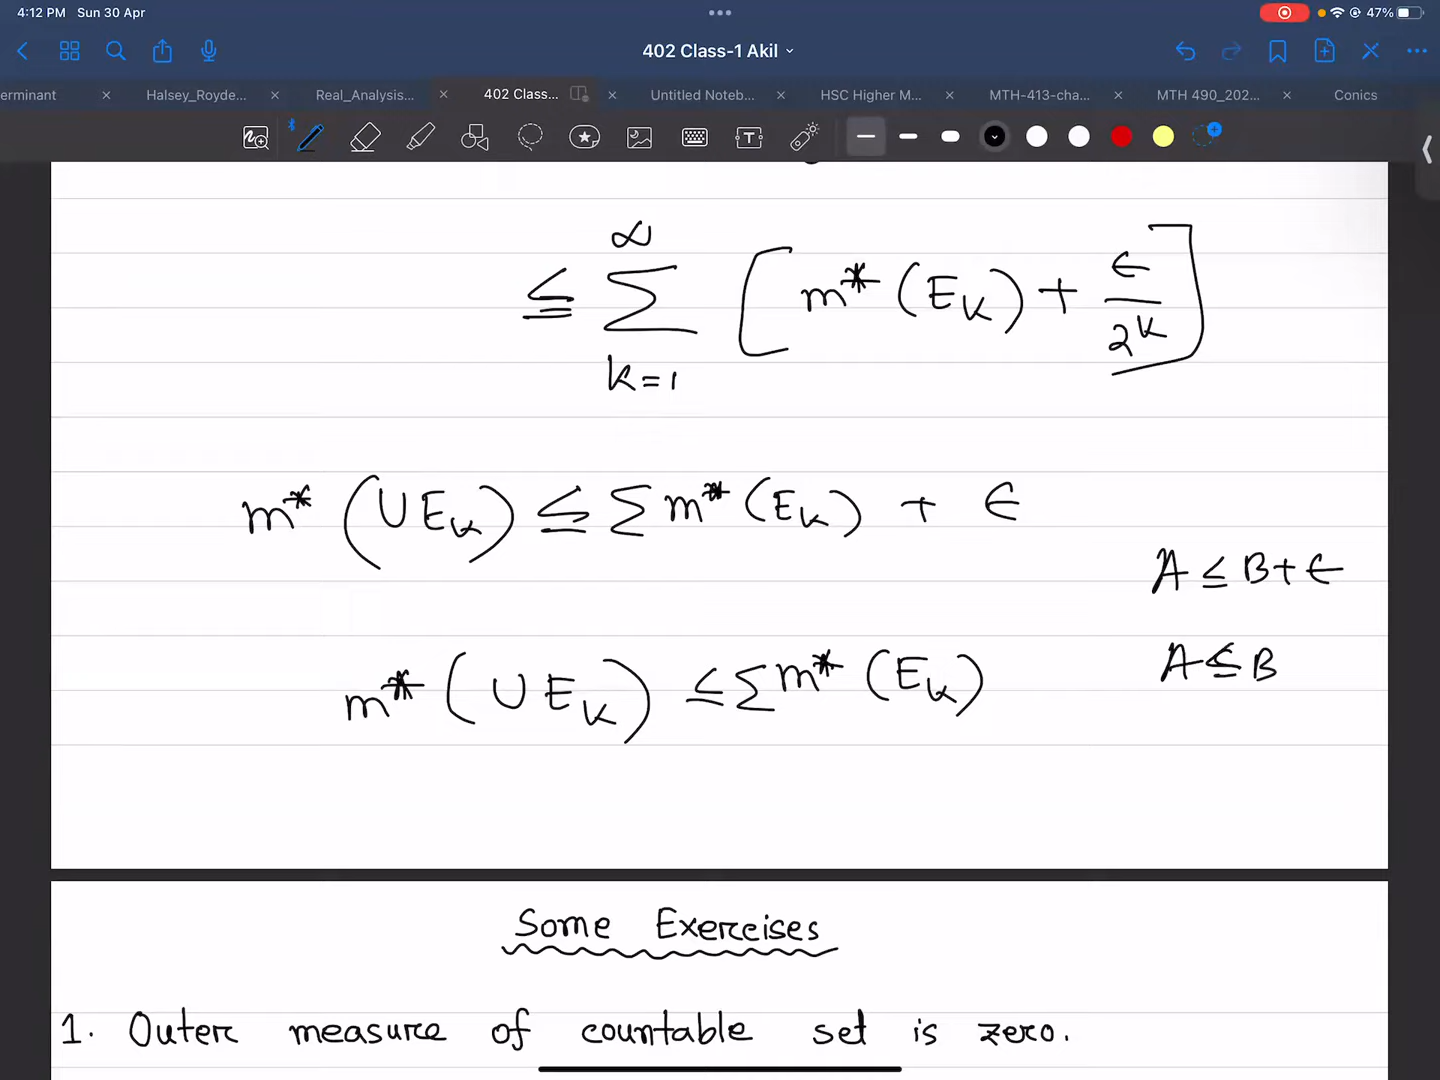 4:12 PM Sun 30 Apr
47%
402 Class-1 Akil
erminant
Halsey_Royde...
Real_Analysis...
402 Class...
Untitled Noteb...
HSC Higher M...
MTH-413-cha...
MTH 490_202...
Conics
≤ ∑_{k=1}^{∞} [ m*(E_k) + ϵ/2^k ]
m*(∪E_k) ≤ ∑ m*(E_k) + ϵ
A ≤ B+ϵ
m*(∪E_k) ≤ ∑ m*(E_k)
A ≤ B
Some Exercises
1. Outer measure of countable set is zero.